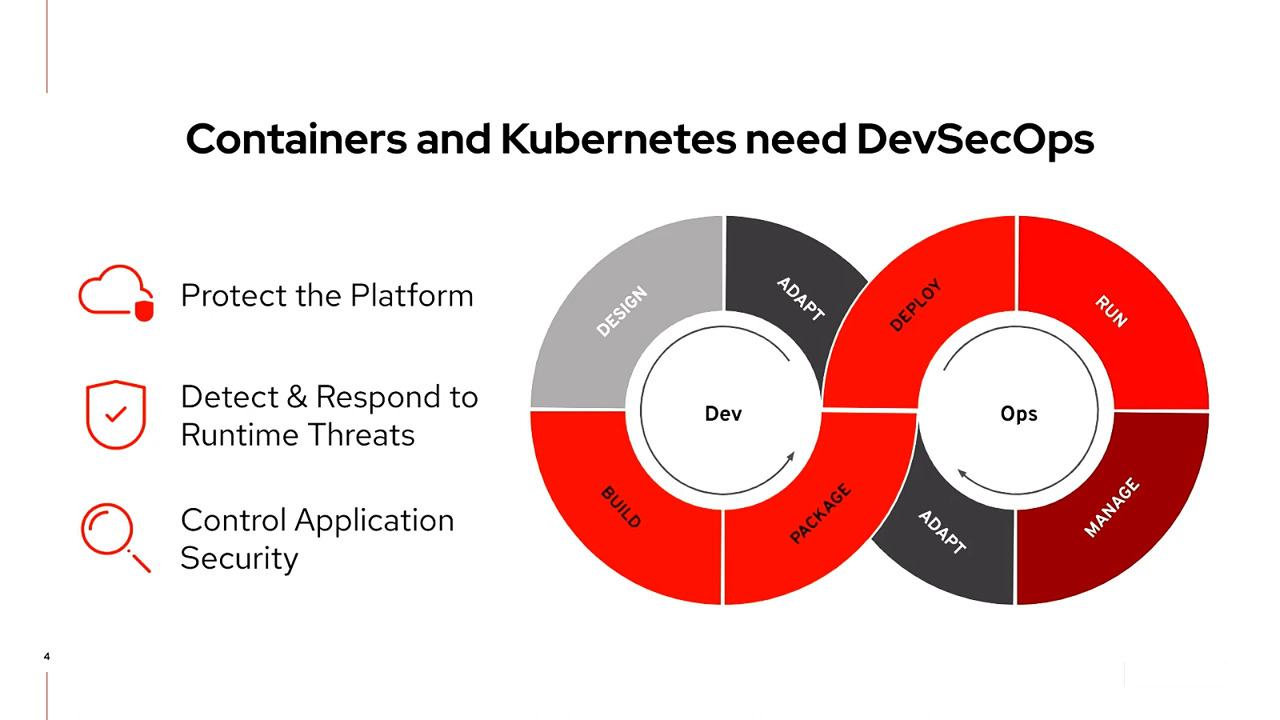 Containers and Kubernetes need DevSecOps
Protect the Platform
Detect & Respond to
Runtime Threats
Control Application
Security
DESIGN
ADAPT
DEPLOY
RUN
Dev
Ops
BUILD
PACKAGE
ADAPT
MANAGE
4